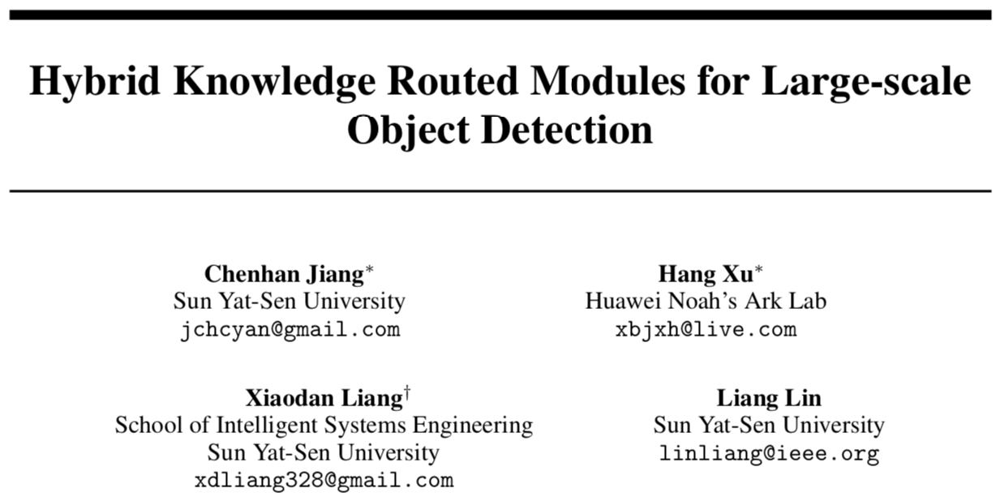 Hybrid Knowledge Routed Modules for Large-scale
Object Detection
Chenhan Jiang*
Sun Yat-Sen University
jchcyan@gmail.com
Hang Xu*
Huawei Noah's Ark Lab
xbjxh@live.com
Xiaodan Liang†
School of Intelligent Systems Engineering
Sun Yat-Sen University
xdliang328@gmail.com
Liang Lin
Sun Yat-Sen University
linliang@ieee.org